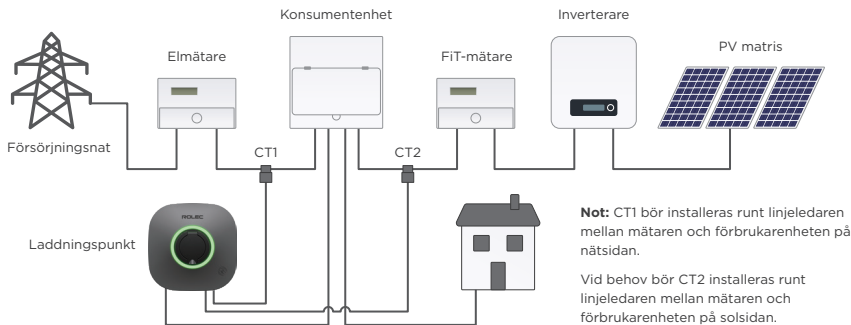 Konsumentenhet
Inverterare
Elmätare
FiT-mätare
PV matris
Försörjningsnat
CT1
CT2
ROLEC
Laddningspunkt
Not: CT1 bör installeras runt linjeledaren
mellan mätaren och förbrukarenheten på
nätsidan.
Vid behov bör CT2 installeras runt
linjeledaren mellan mätaren och
förbrukarenheten på solsidan.